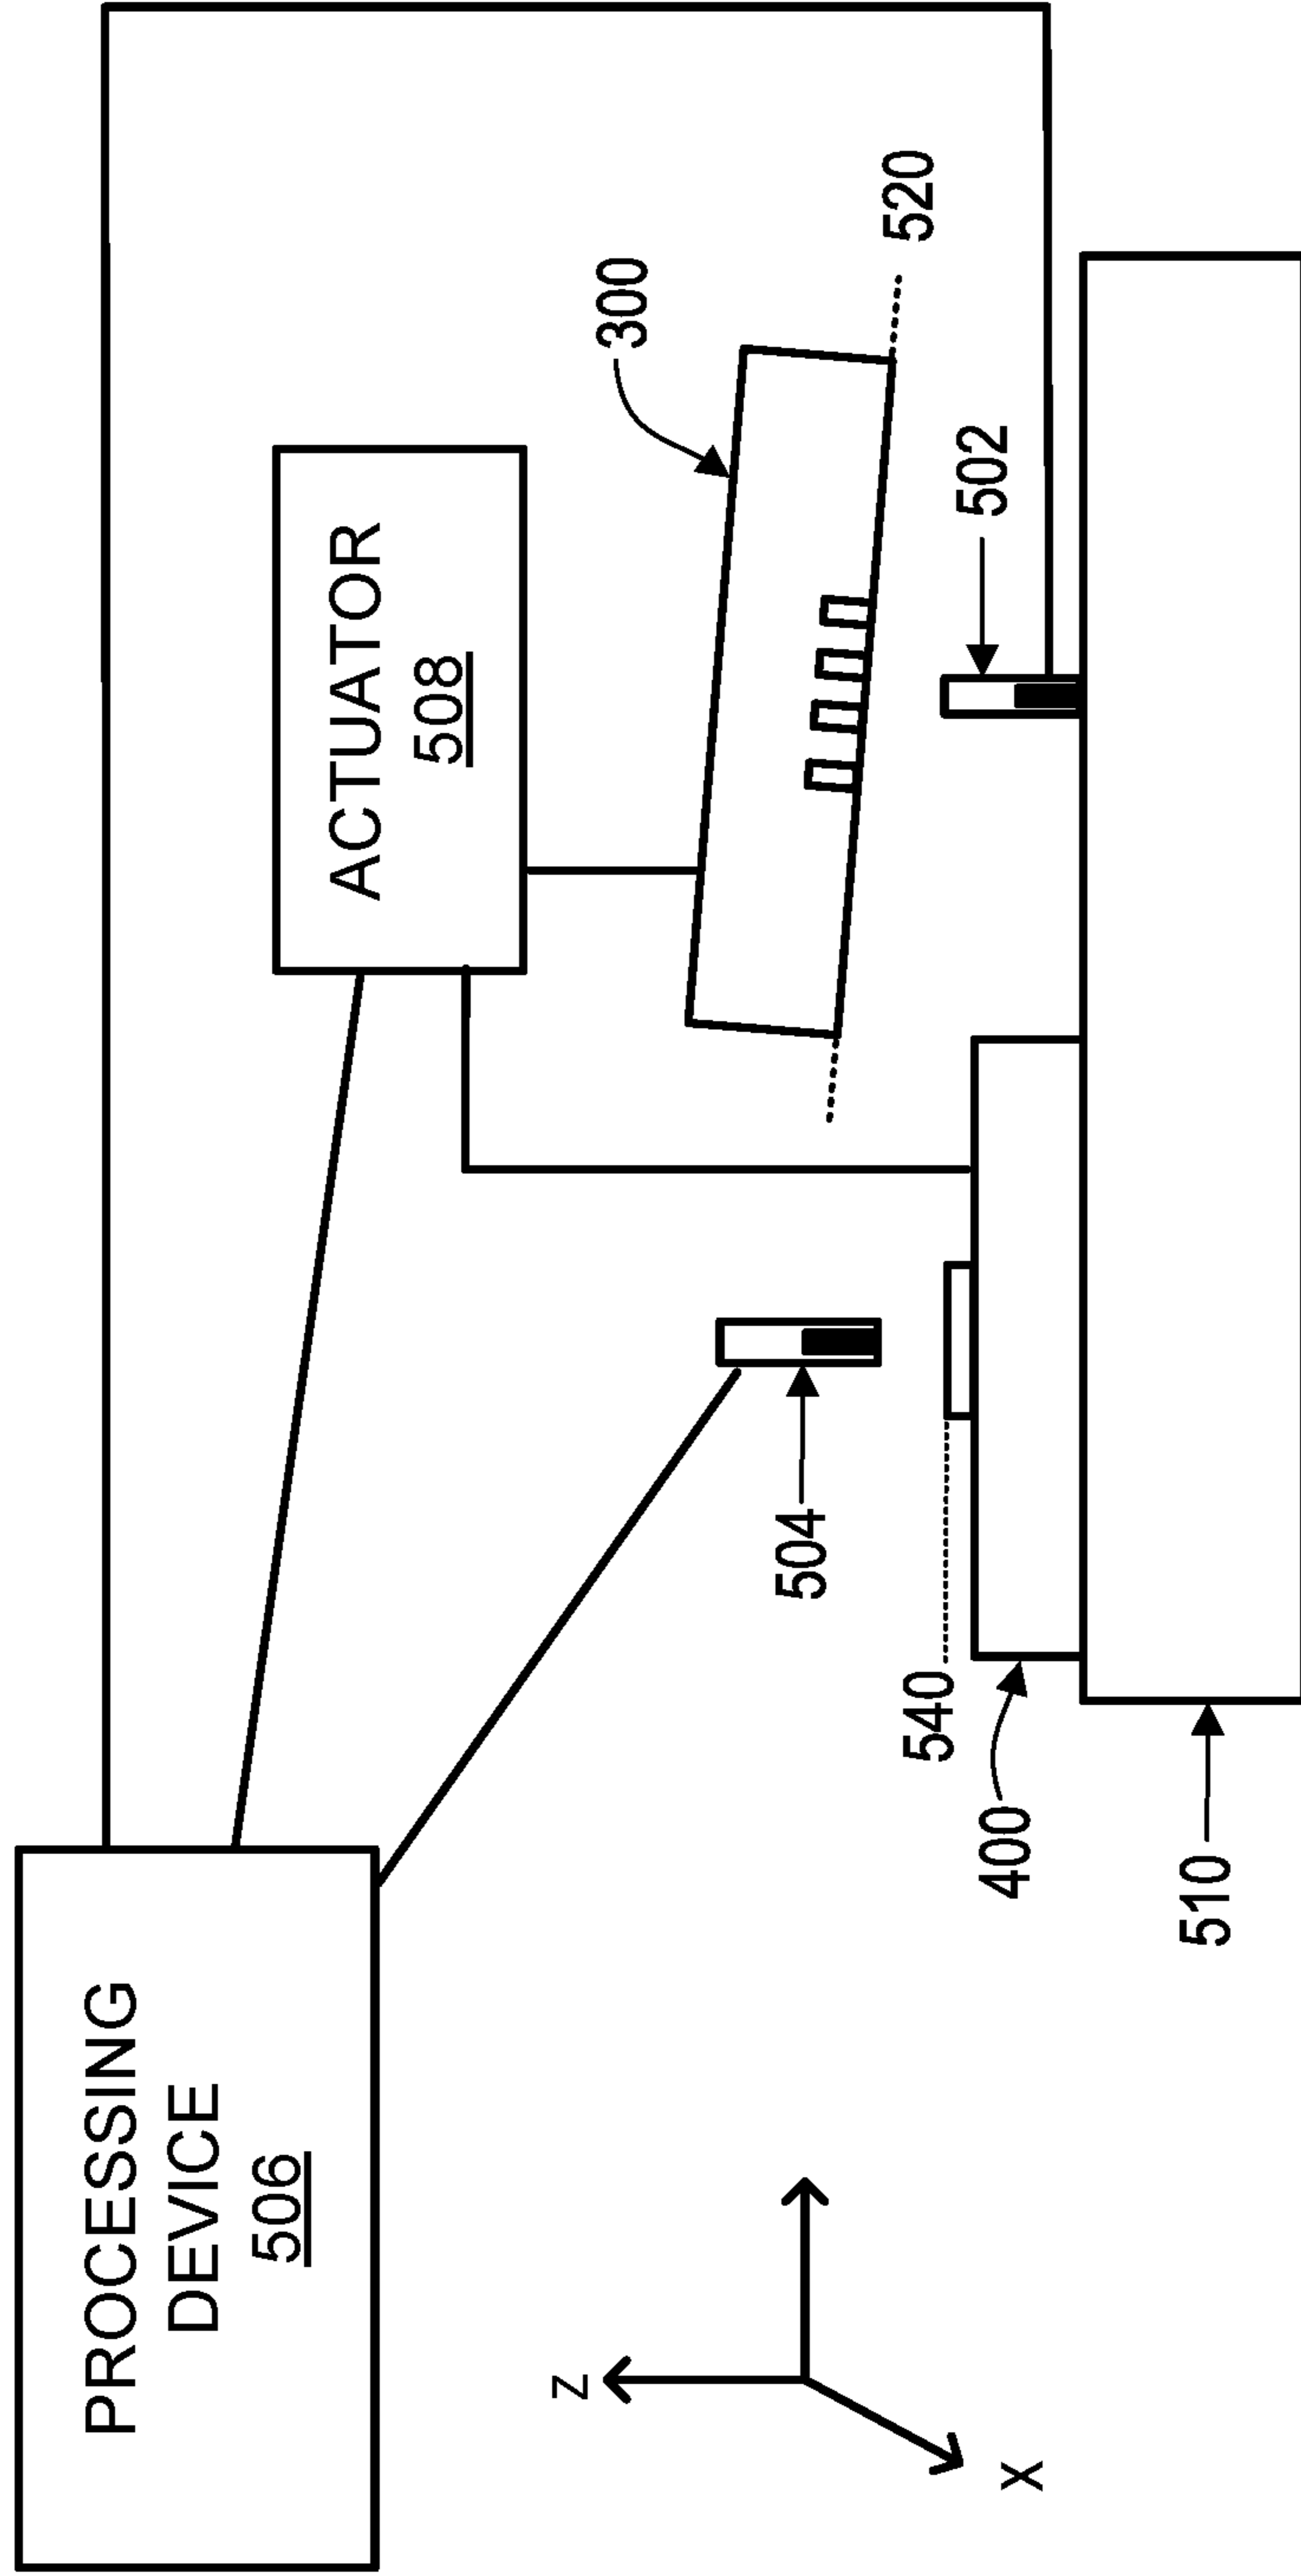 PROCESSING
DEVICE
506
ACTUATOR
508
300
520
502
504
540
400
510
Z
X